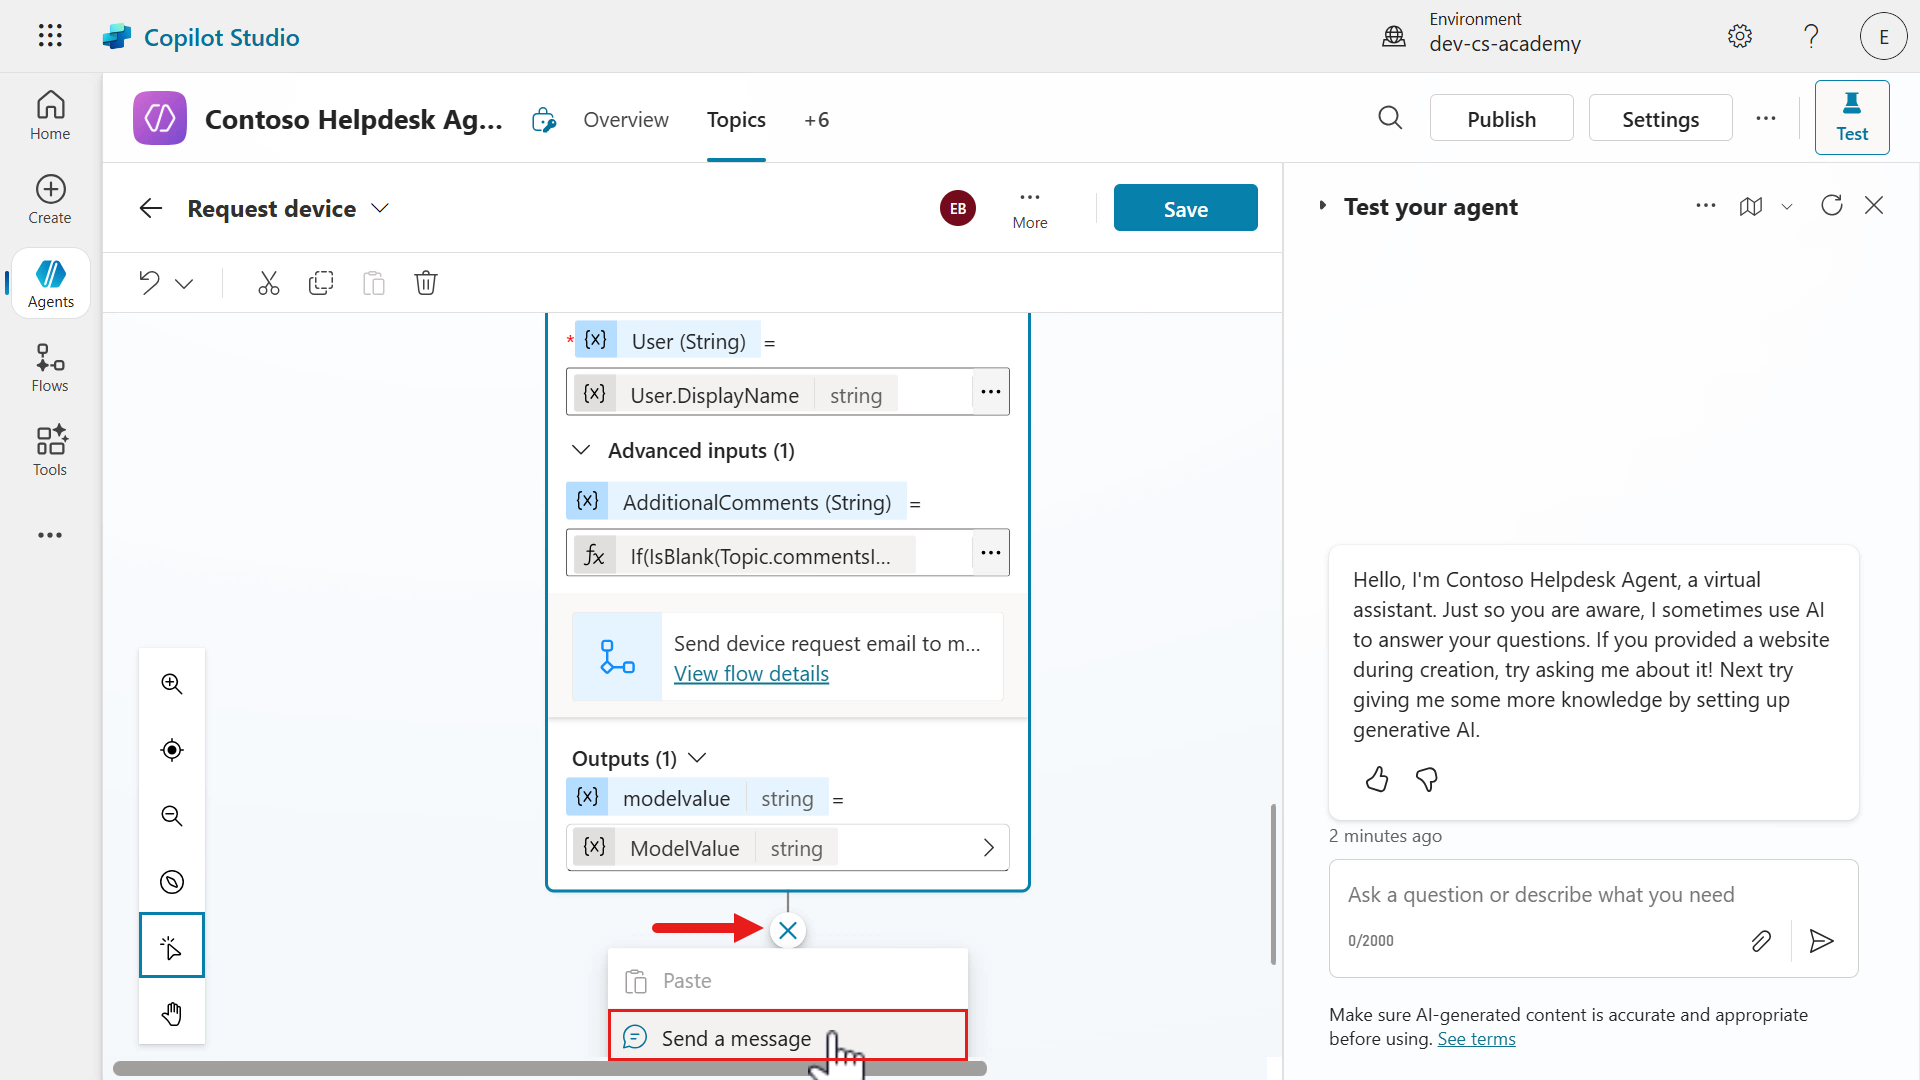 Copilot Studio
Environment
dev-cs-academy
E
Home
Create
Agents
Flows
Tools
Contoso Helpdesk Ag...
Overview
Topics
+6
Publish
Settings
Test
Request device
EB
More
Save
* {x} User (String) =
{x} User.DisplayName string
Advanced inputs (1)
{x} AdditionalComments (String) =
fx If(IsBlank(Topic.commentsI...
Send device request email to m...
View flow details
Outputs (1)
{x} modelvalue string =
{x} ModelValue string
Paste
Send a message
Test your agent
Hello, I'm Contoso Helpdesk Agent, a virtual
assistant. Just so you are aware, I sometimes use AI
to answer your questions. If you provided a website
during creation, try asking me about it! Next try
giving me some more knowledge by setting up
generative AI.
2 minutes ago
Ask a question or describe what you need
0/2000
Make sure AI-generated content is accurate and appropriate
before using. See terms